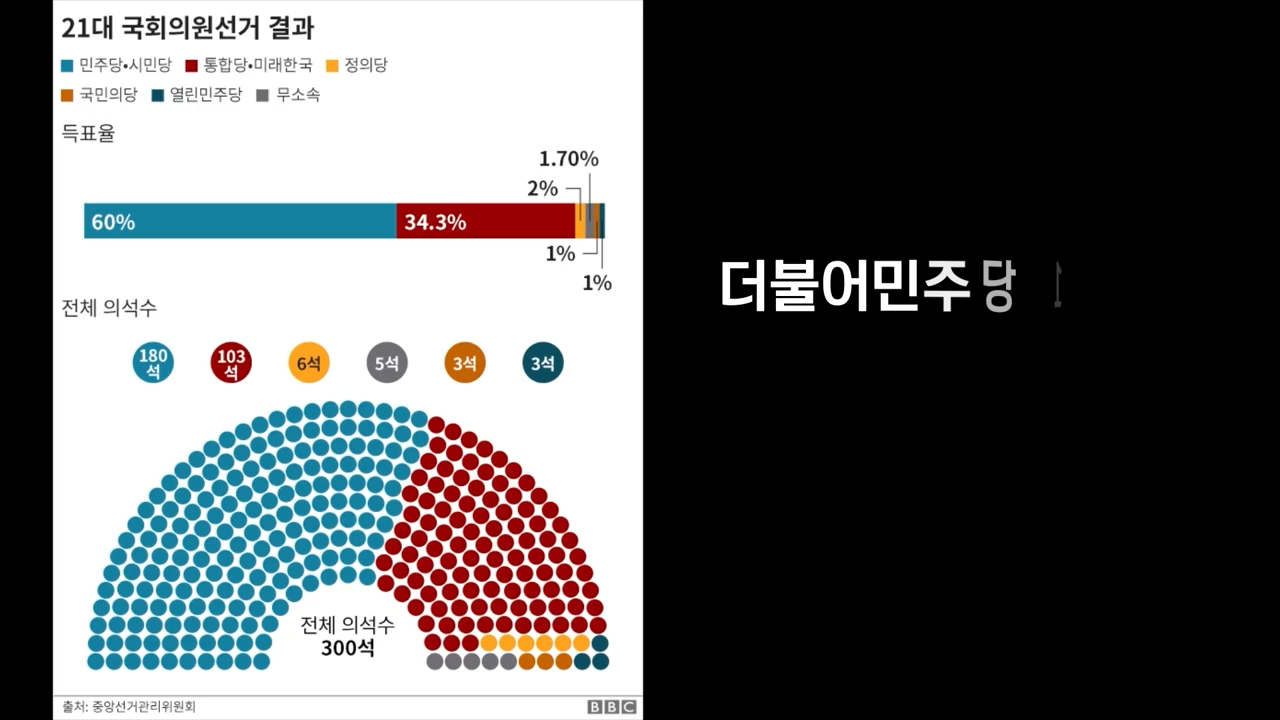 21대 국회의원선거 결과
민주당•시민당 통합당•미래한국 정의당
국민의당 열린민주당 무소속
득표율
1.70%
2%
60% 34.3%
1%
1%
전체 의석수
180석 103석 6석 5석 3석 3석
전체 의석수
300석
출처: 중앙선거관리위원회 BBC
더불어민주당